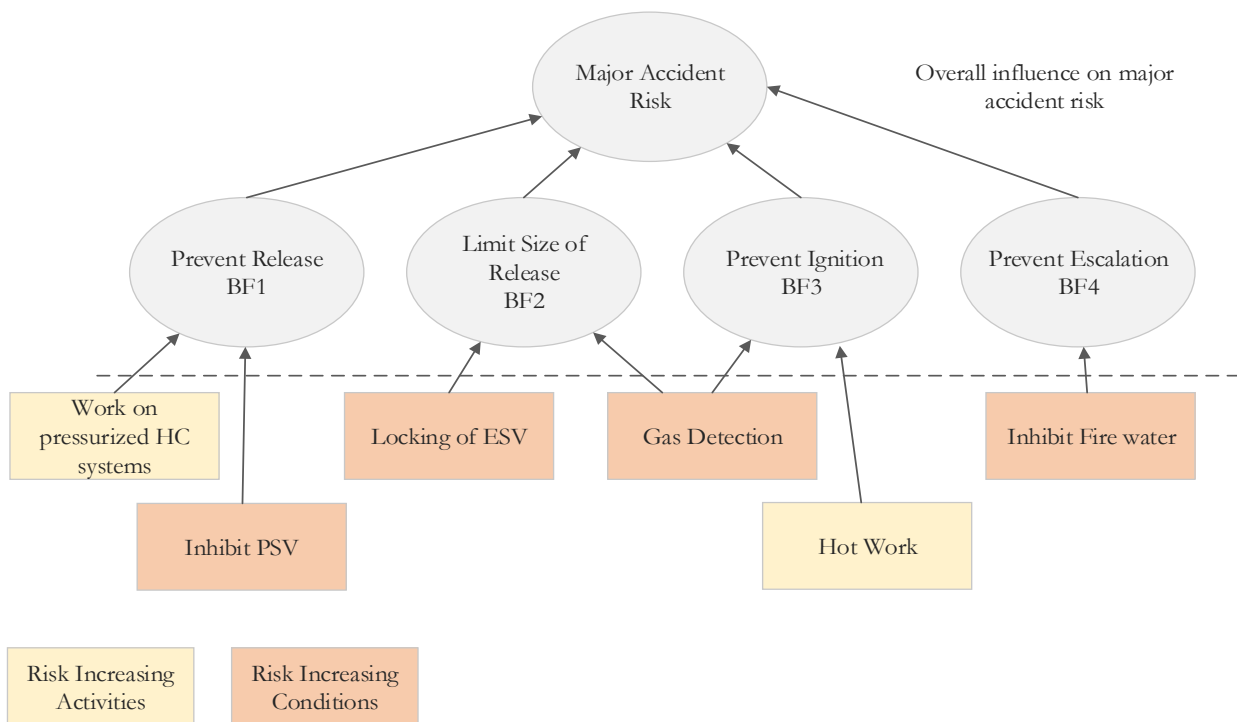 Major Accident
Risk
Overall influence on major
accident risk
Prevent Release
BF1
Limit Size of
Release
BF2
Prevent Ignition
BF3
Prevent Escalation
BF4
Work on
pressurized HC
systems
Locking of ESV
Gas Detection
Inhibit Fire water
Inhibit PSV
Hot Work
Risk Increasing
Activities
Risk Increasing
Conditions